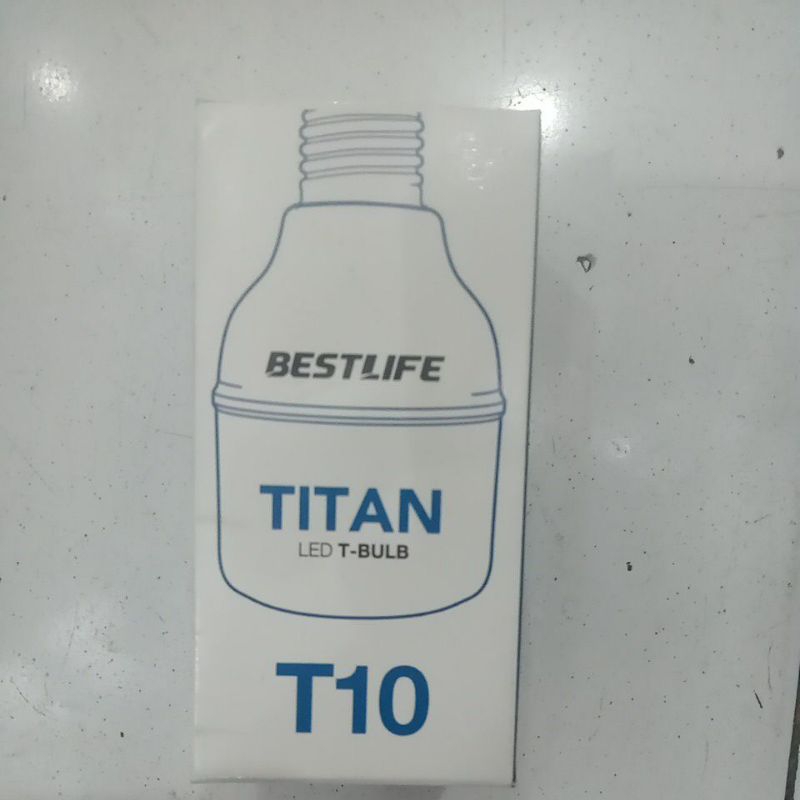 BESTLIFE
TITAN
LED T-BULB
T10